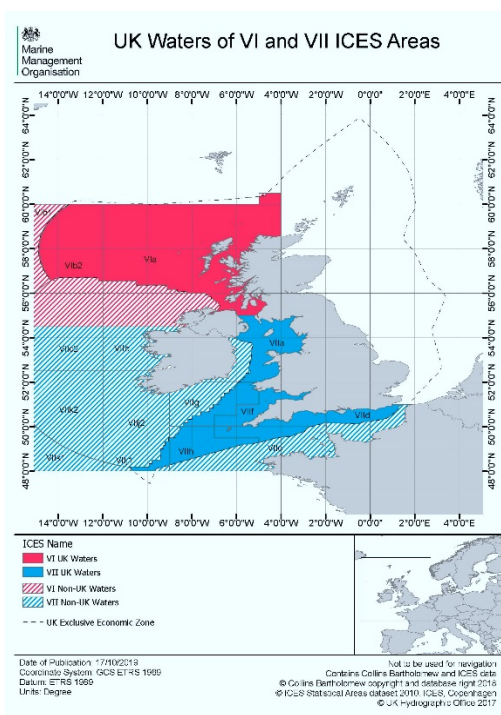 Marine
Management
Organisation
UK Waters of VI and VII ICES Areas
14°0'0"W 12°0'0"W 10°0'0"W 8°0'0"W 6°0'0"W 4°0'0"W 2°0'0"W 0°0'0" 2°0'0"E 4°0'0"E
64°0'0"N
62°0'0"N
60°0'0"N
58°0'0"N
56°0'0"N
54°0'0"N
52°0'0"N
50°0'0"N
48°0'0"N
VIb2
VIa
VIIa
VIIb
VIIc2
VIIg
VIIf
VIId
VIIk2
VIIj2
VIIh
14°0'0"W 12°0'0"W 10°0'0"W 8°0'0"W 6°0'0"W 4°0'0"W 2°0'0"W 0°0'0" 2°0'0"E 4°0'0"E
ICES Name
VI UK Waters
VII UK Waters
VI Non-UK Waters
VII Non-UK Waters
UK Exclusive Economic Zone
Date of Publication: 17/10/2019
Coordinate System: GCS ETRS 1989
Datum: ETRS 1989
Units: Degree
Not to be used for navigation
Contains Collins Bartholomew and ICES data
© Collins Bartholomew copyright and database right 2018
© ICES Statistical Areas dataset 2010. ICES, Copenhagen
© UK Hydrographic Office 2017